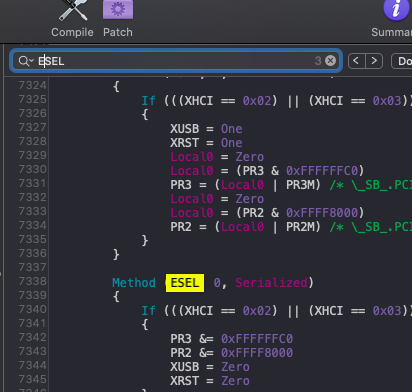 Compile Patch Summar
ESEL 3 < > Do
7324 {
7325 If (((XHCI == 0x02) || (XHCI == 0x03))
7326 {
7327 XUSB = One
7328 XRST = One
7329 Local0 = Zero
7330 Local0 = (PR3 & 0xFFFFFFC0)
7331 PR3 = (Local0 | PR3M) /* \_SB_.PCI
7332 Local0 = Zero
7333 Local0 = (PR2 & 0xFFFF8000)
7334 PR2 = (Local0 | PR2M) /* \_SB_.PCI
7335 }
7336 }
7337
7338 Method (ESEL, 0, Serialized)
7339 {
7340 If (((XHCI == 0x02) || (XHCI == 0x03))
7341 {
7342 PR3 &= 0xFFFFFFC0
7343 PR2 &= 0xFFFF8000
7344 XUSB = Zero
7345 XRST = Zero